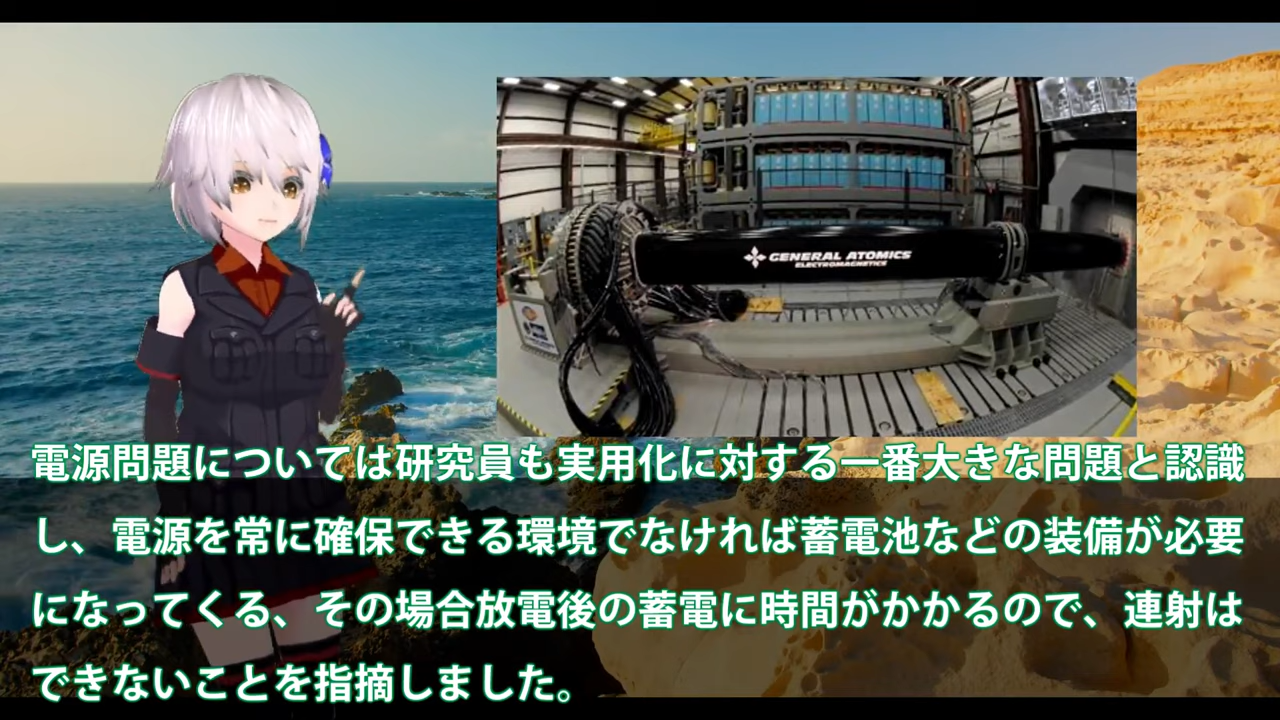 GENERAL ATOMICS
ELECTROMAGNETICS
電源問題については研究員も実用化に対する一番大きな問題と認識
し、電源を常に確保できる環境でなければ蓄電池などの装備が必要
になってくる、その場合放電後の蓄電に時間がかかるので、連射は
できないことを指摘しました。